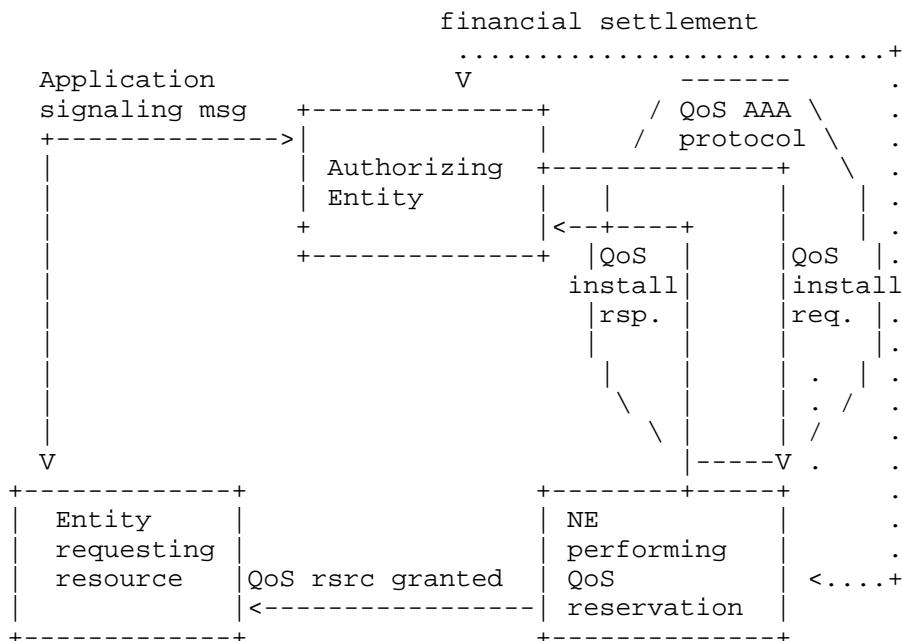 financial settlement
Application
signaling msg
QoS AAA
protocol
Authorizing
Entity
QoS
install
rsp.
QoS
install
req.
Entity
requesting
resource
QoS rsrc granted
NE
performing
QoS
reservation